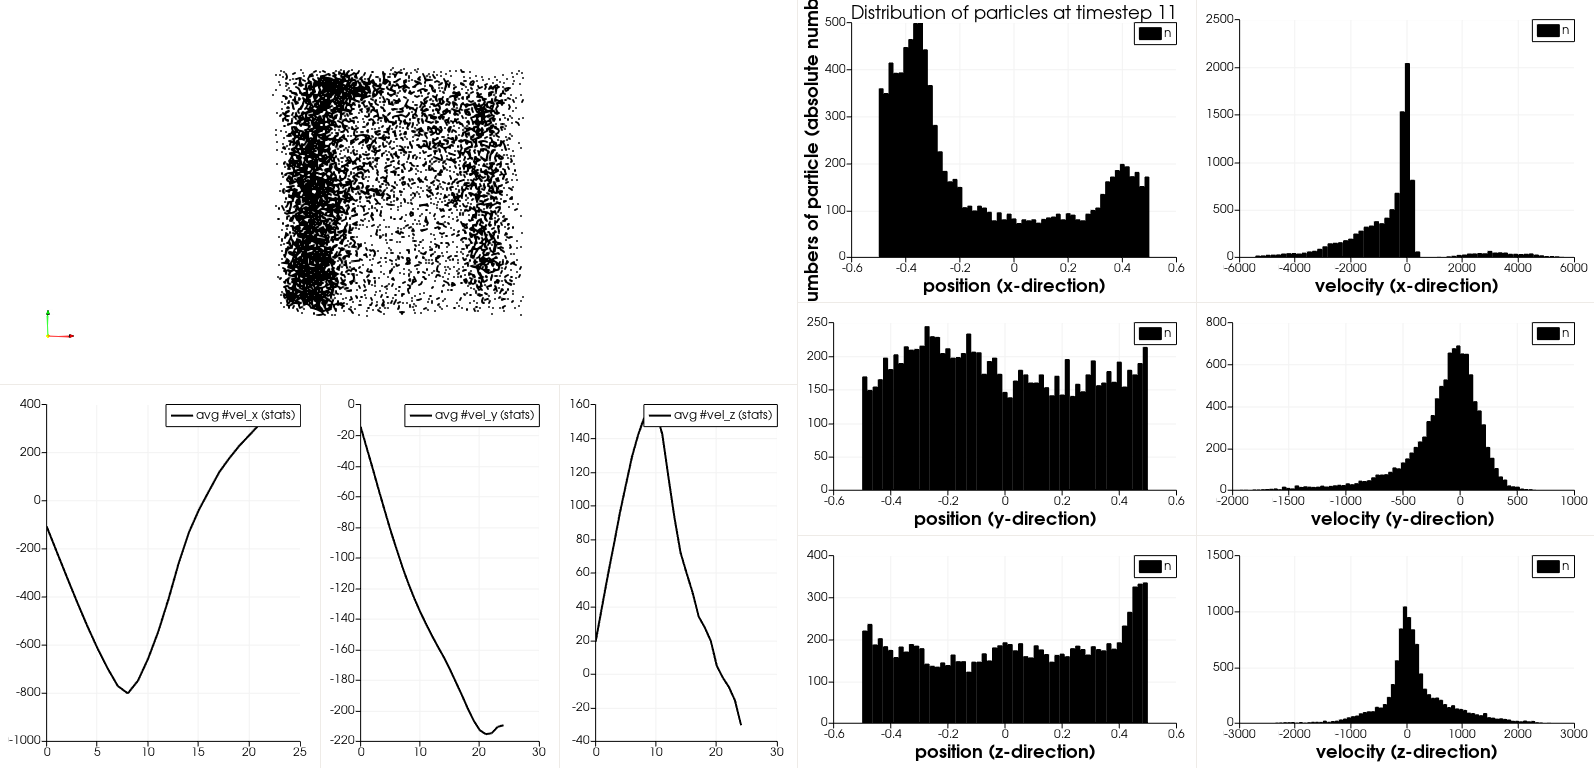 Distribution of particles at timestep 11
umbers of particle (absolute numb
500
400
300
200
100
0
n
-0.6 -0.4 -0.2 0 0.2 0.4 0.6
position (x-direction)
2500
2000
1500
1000
500
0
n
-6000 -4000 -2000 0 2000 4000 6000
velocity (x-direction)
250
200
150
100
50
0
n
-0.6 -0.4 -0.2 0 0.2 0.4 0.6
position (y-direction)
800
600
400
200
0
n
-2000 -1500 -1000 -500 0 500 1000
velocity (y-direction)
400
300
200
100
0
n
-0.6 -0.4 -0.2 0 0.2 0.4 0.6
position (z-direction)
1500
1000
500
0
n
-3000 -2000 -1000 0 1000 2000 3000
velocity (z-direction)
400
200
0
-200
-400
-600
-800
-1000
avg #vel_x (stats)
0 5 10 15 20 25
0
-20
-40
-60
-80
-100
-120
-140
-160
-180
-200
-220
avg #vel_y (stats)
0 10 20 30
160
140
120
100
80
60
40
20
0
-20
-40
avg #vel_z (stats)
0 10 20 30